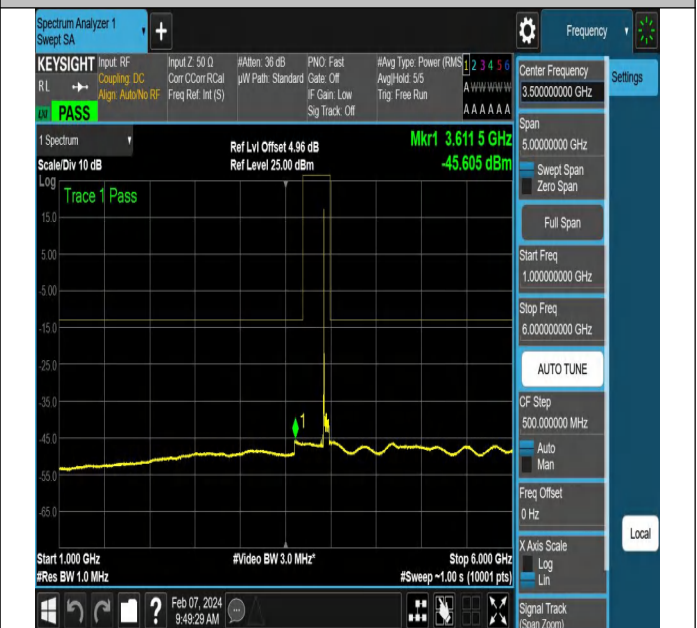 Spectrum Analyzer 1
Swept SA
+
Frequency
KEYSIGHT
RL
PASS
Input: RF
Coupling: DC
Align: Auto/No RF
Input Z: 50 Ω
Corr CCorr RCal
Freq Ref: Int (S)
#Atten: 36 dB
µW Path: Standard
PNO: Fast
Gate: Off
IF Gain: Low
Sig Track: Off
#Avg Type: Power (RMS
Avg|Hold: 5/5
Trig: Free Run
1 2 3 4 5 6
A W W W W W
A A A A A A
1 Spectrum
Scale/Div 10 dB
Ref Lvl Offset 4.96 dB
Ref Level 25.00 dBm
Mkr1 3.611 5 GHz
-45.605 dBm
Log
Trace 1 Pass
15.0
5.00
-5.00
-15.0
-25.0
-35.0
-45.0
-55.0
-65.0
1
Start 1.000 GHz
#Res BW 1.0 MHz
#Video BW 3.0 MHz*
Stop 6.000 GHz
#Sweep ~1.00 s (10001 pts)
Feb 07, 2024
9:49:29 AM
?
Center Frequency
3.500000000 GHz
Settings
Span
5.00000000 GHz
Swept Span
Zero Span
Full Span
Start Freq
1.000000000 GHz
Stop Freq
6.000000000 GHz
AUTO TUNE
CF Step
500.000000 MHz
Auto
Man
Freq Offset
0 Hz
Local
X Axis Scale
Log
Lin
Signal Track
(Span Zoom)